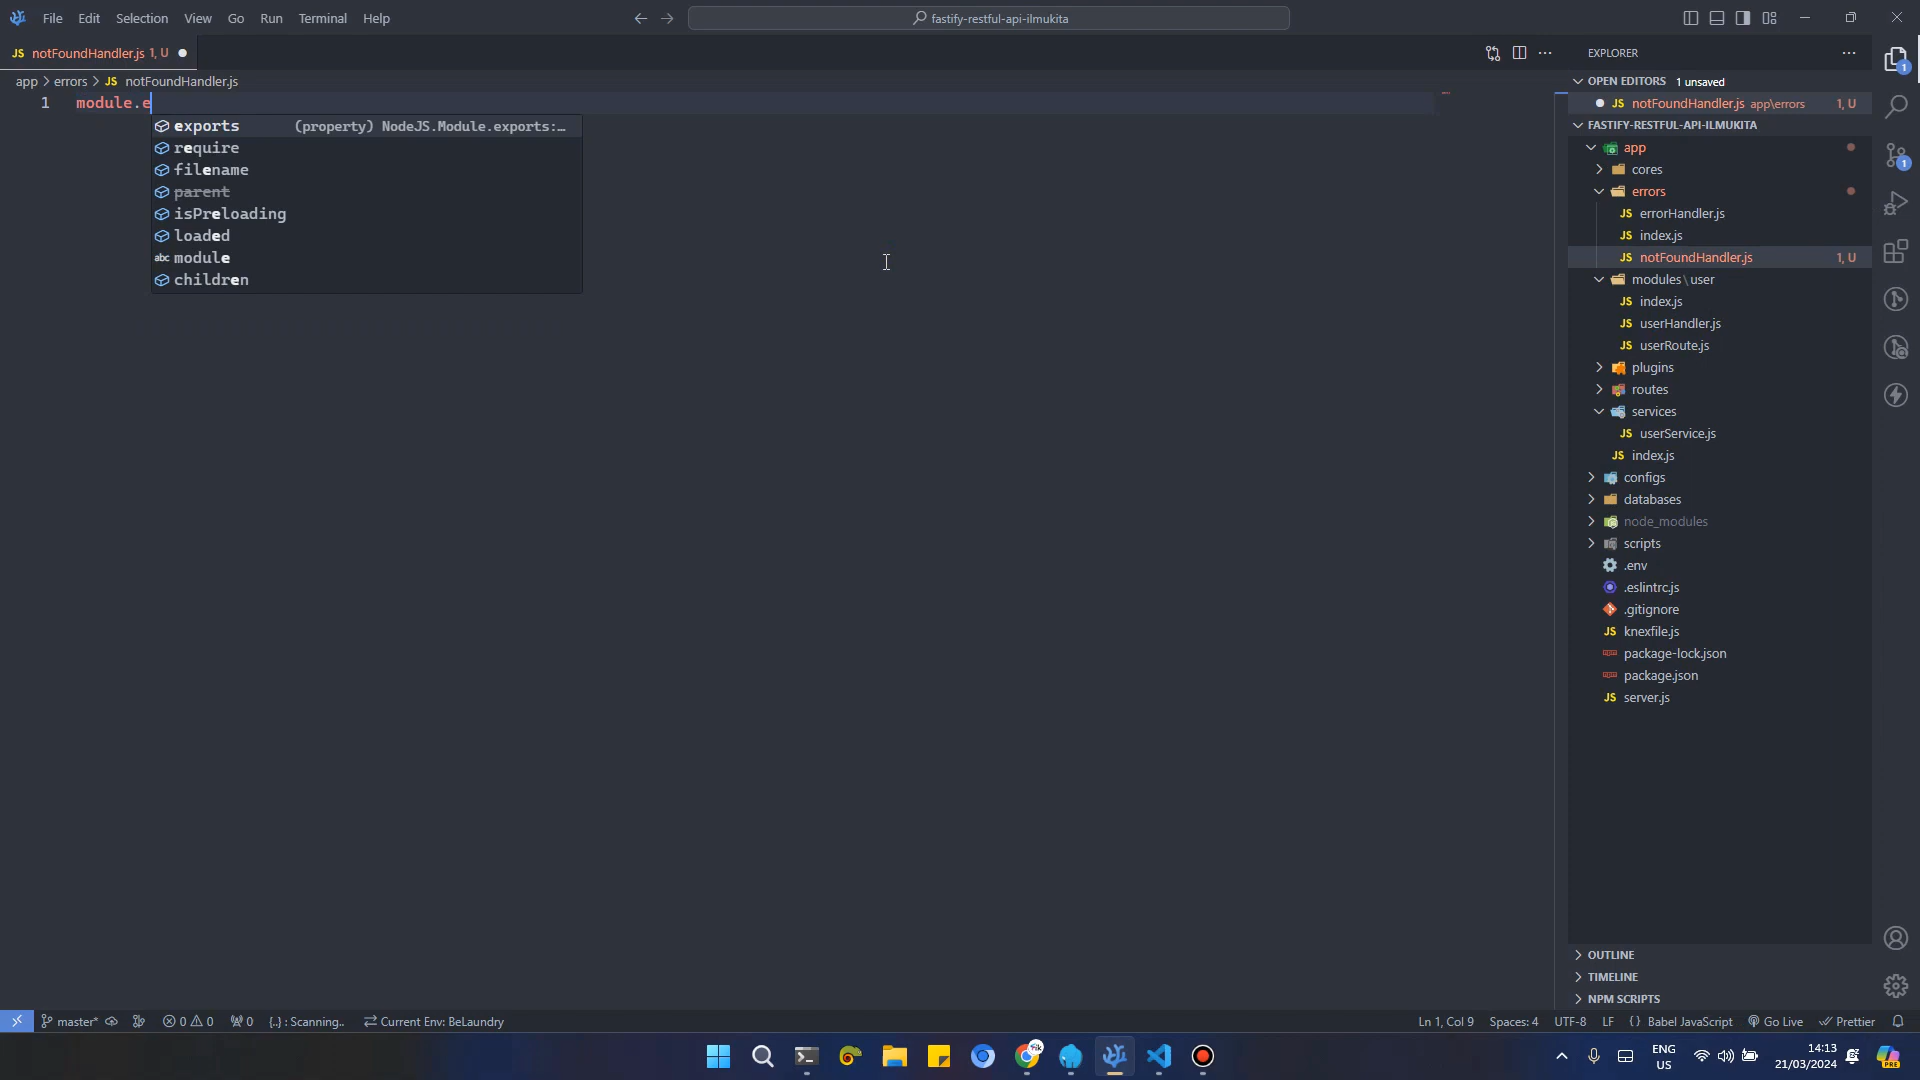 File Edit Selection View Go Run Terminal Help
fastify-restful-api-ilmukita
JS notFoundHandler.js 1, U
app > errors > JS notFoundHandler.js
1 module.e
exports (property) NodeJS.Module.exports:…
require
filename
parent
isPreloading
loaded
abc module
children
EXPLORER
OPEN EDITORS 1 unsaved
JS notFoundHandler.js app\errors 1, U
FASTIFY-RESTFUL-API-ILMUKITA
app
cores
errors
JS errorHandler.js
JS index.js
JS notFoundHandler.js 1, U
modules\user
JS index.js
JS userHandler.js
JS userRoute.js
plugins
routes
services
JS userService.js
JS index.js
configs
databases
node_modules
scripts
.env
.eslintrc.js
.gitignore
JS knexfile.js
package-lock.json
package.json
JS server.js
OUTLINE
TIMELINE
NPM SCRIPTS
1
1
master* 0 0 0 {..} : Scanning.. Current Env: BeLaundry
Ln 1, Col 9 Spaces: 4 UTF-8 LF {} Babel JavaScript Go Live Prettier
ENG
US
14:13
21/03/2024
PRE